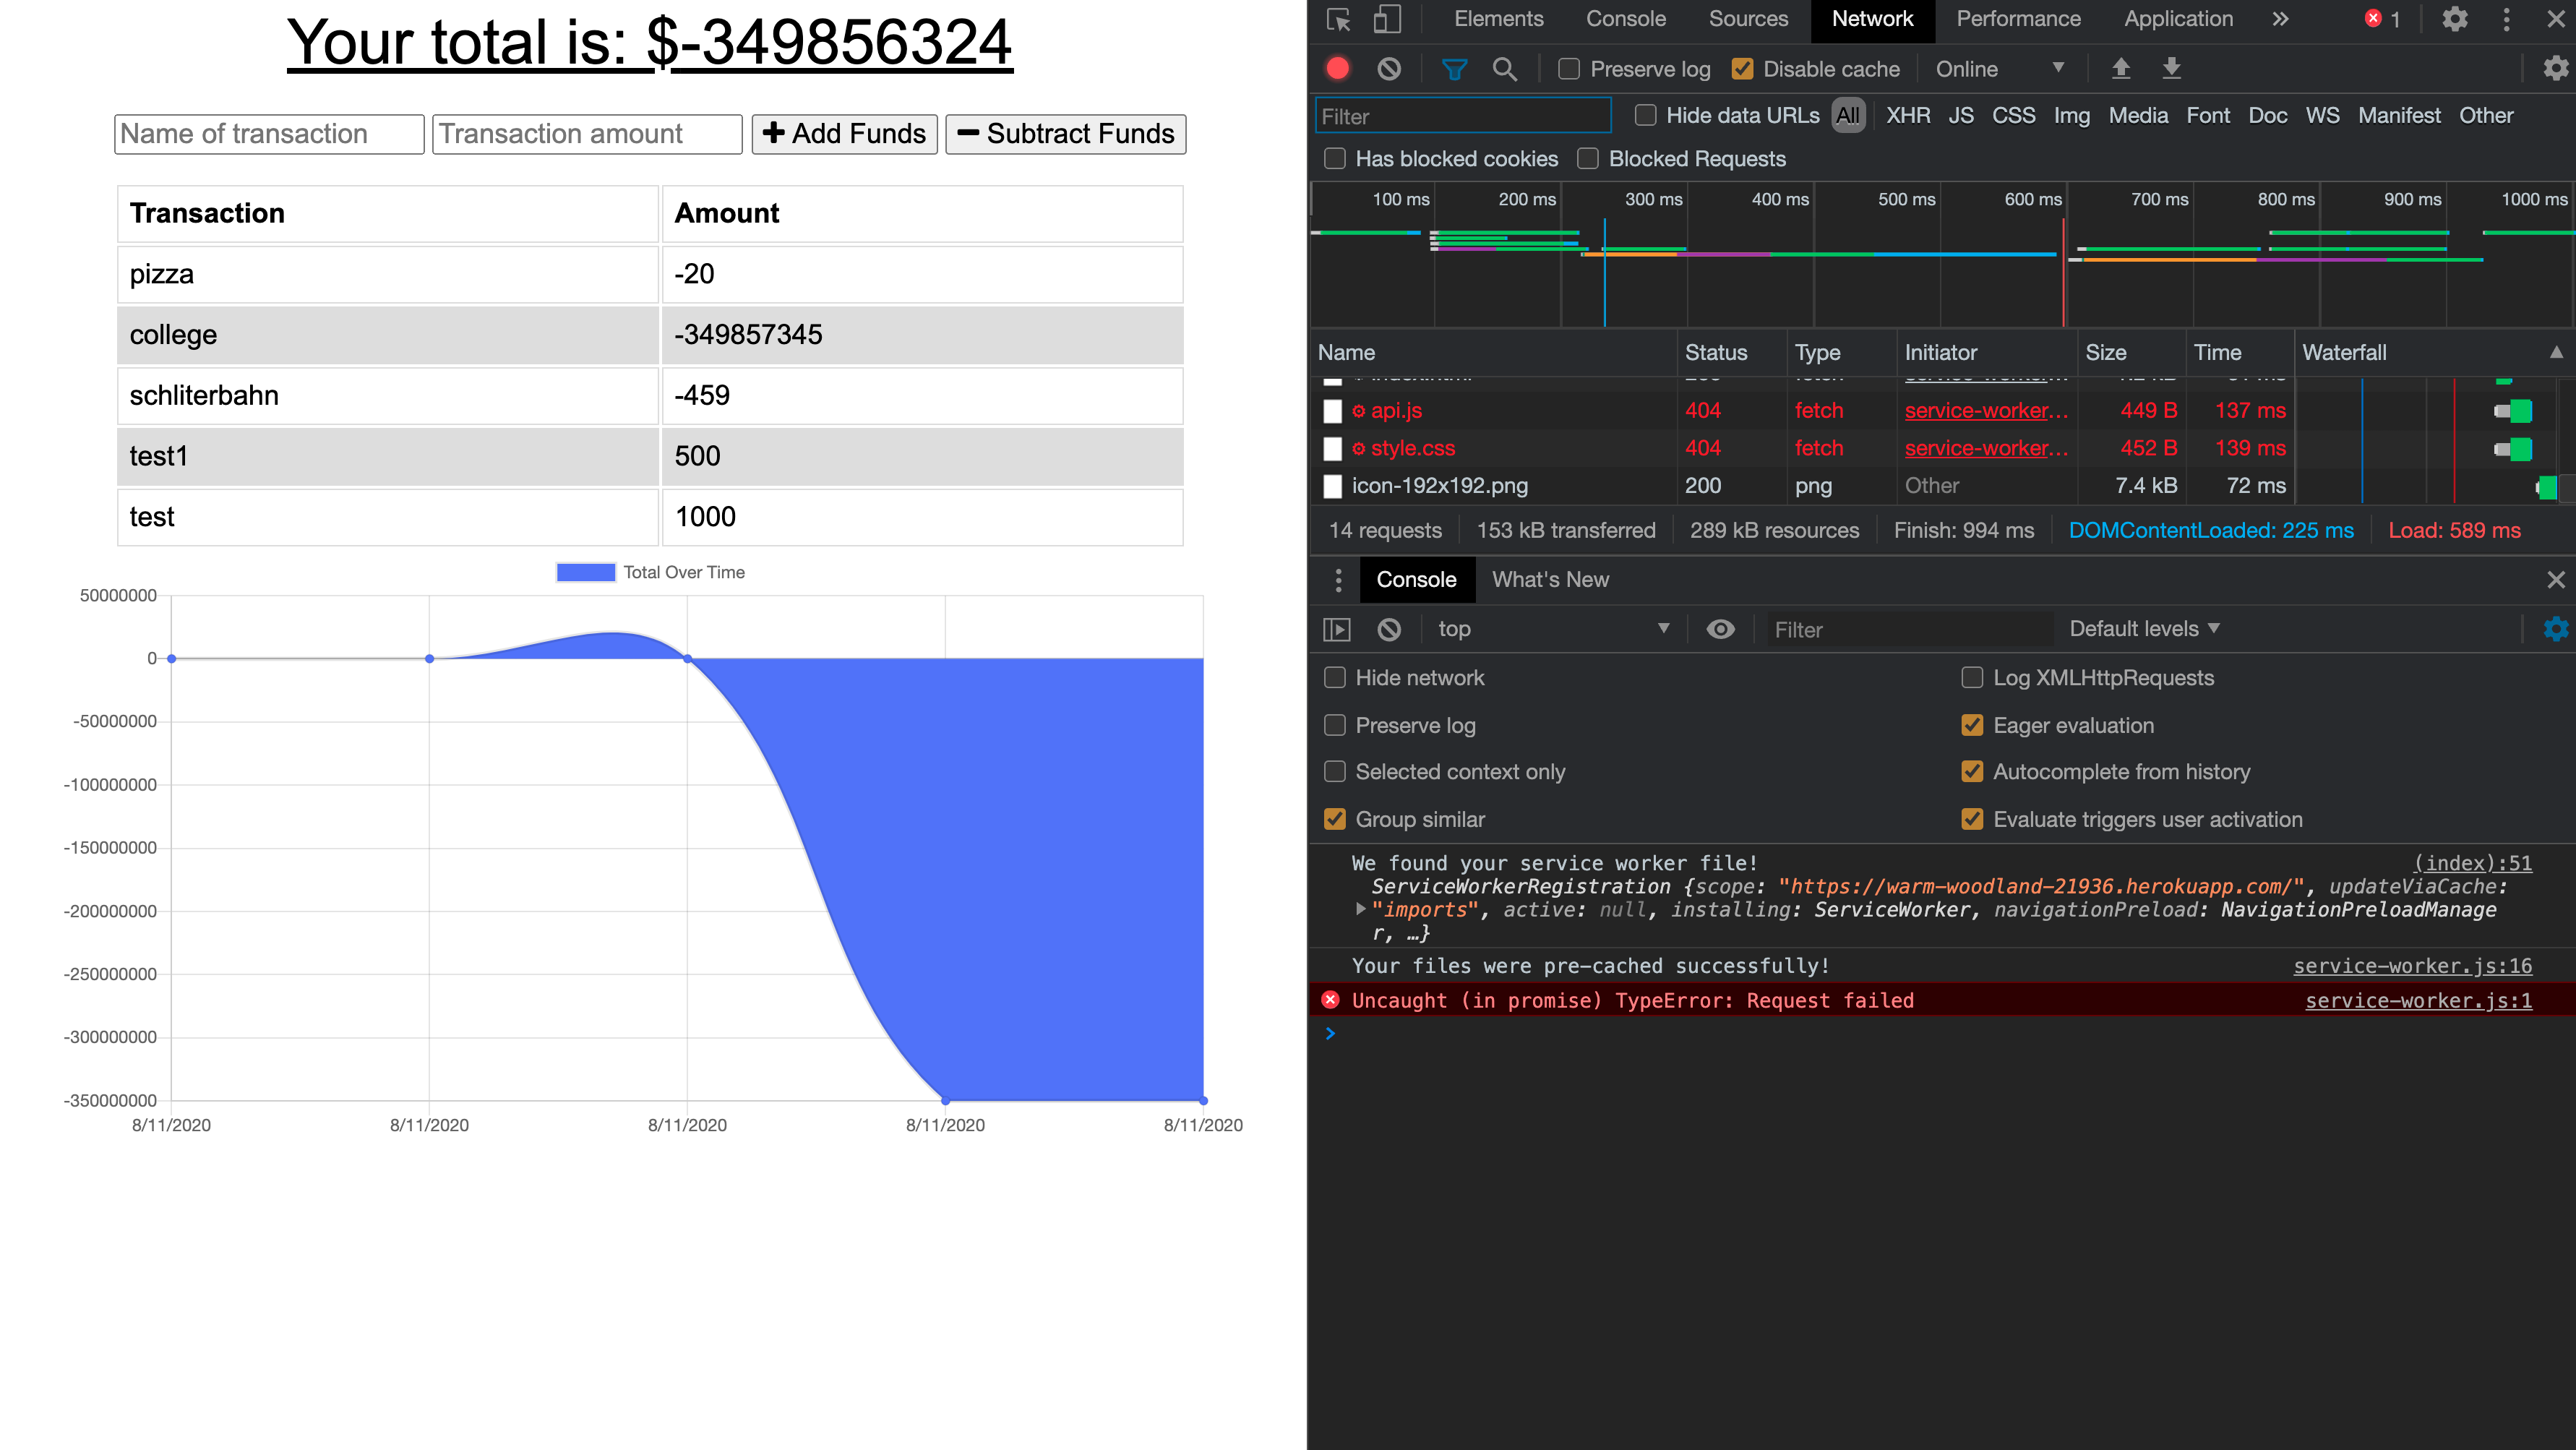 Your total is: $-349856324
Name of transaction
Transaction amount
Add Funds
Subtract Funds
Transaction Amount
pizza -20
college -349857345
schliterbahn -459
test1 500
test 1000
Total Over Time
50000000
0
-50000000
-100000000
-150000000
-200000000
-250000000
-300000000
-350000000
8/11/2020 8/11/2020 8/11/2020 8/11/2020 8/11/2020
Elements Console Sources Network Performance Application » 1
Preserve log Disable cache Online
Filter Hide data URLs All XHR JS CSS Img Media Font Doc WS Manifest Other
Has blocked cookies Blocked Requests
100 ms 200 ms 300 ms 400 ms 500 ms 600 ms 700 ms 800 ms 900 ms 1000 ms
Name Status Type Initiator Size Time Waterfall
api.js 404 fetch service-worker... 449 B 137 ms
style.css 404 fetch service-worker... 452 B 139 ms
icon-192x192.png 200 png Other 7.4 kB 72 ms
14 requests 153 kB transferred 289 kB resources Finish: 994 ms DOMContentLoaded: 225 ms Load: 589 ms
Console What's New
top Filter Default levels
Hide network Log XMLHttpRequests
Preserve log Eager evaluation
Selected context only Autocomplete from history
Group similar Evaluate triggers user activation
We found your service worker file! (index):51
ServiceWorkerRegistration {scope: "https://warm-woodland-21936.herokuapp.com/", updateViaCache:
"imports", active: null, installing: ServiceWorker, navigationPreload: NavigationPreloadManage
r, …}
Your files were pre-cached successfully! service-worker.js:16
Uncaught (in promise) TypeError: Request failed service-worker.js:1